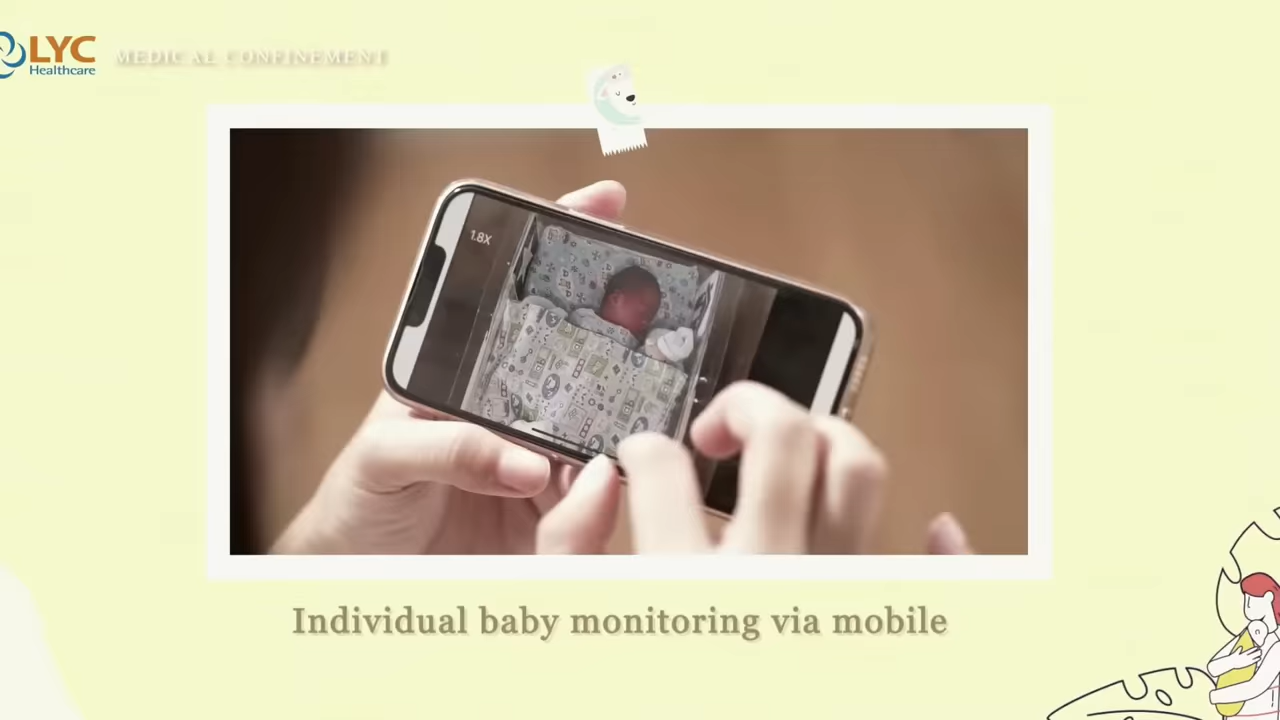 LYC
Healthcare
MEDICAL CONFINEMENT
1.8X
Individual baby monitoring via mobile